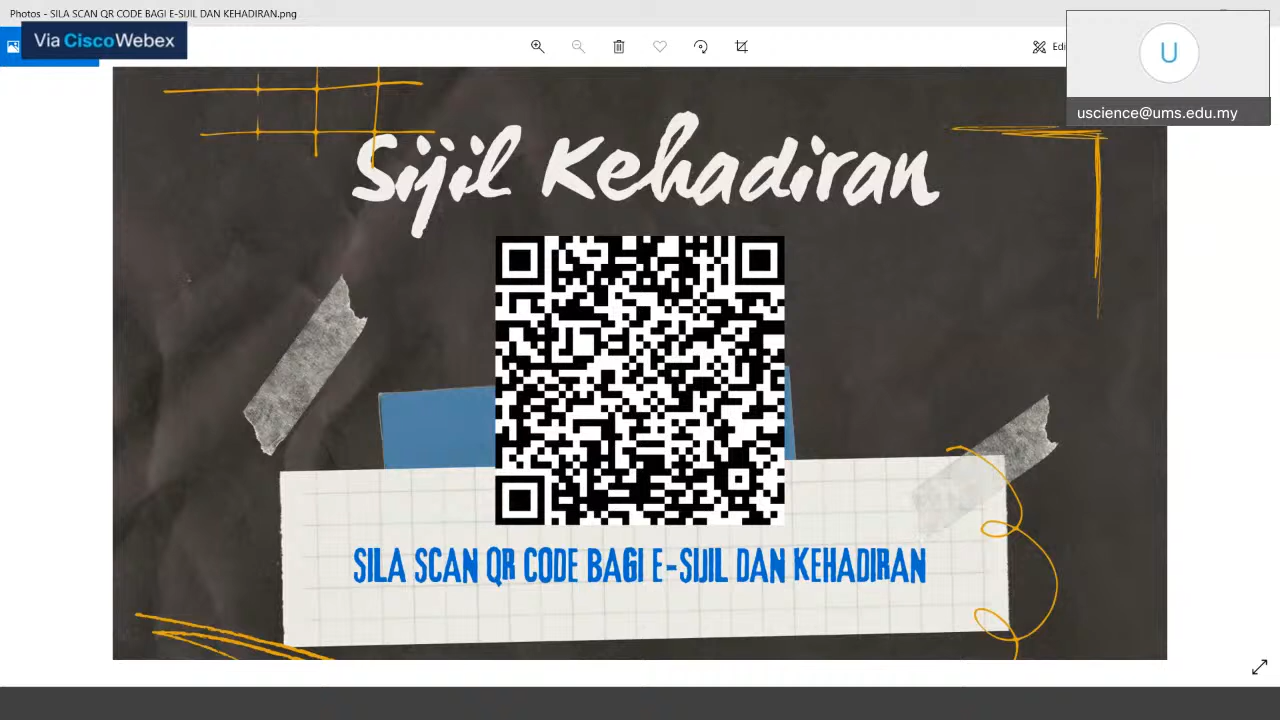 Photos - SILA SCAN QR CODE BAGI E-SIJIL DAN KEHADIRAN.png
Via Cisco Webex
Edi
U
uscience@ums.edu.my
Sijil Kehadiran
SILA SCAN QR CODE BAGI E-SIJIL DAN KEHADIRAN